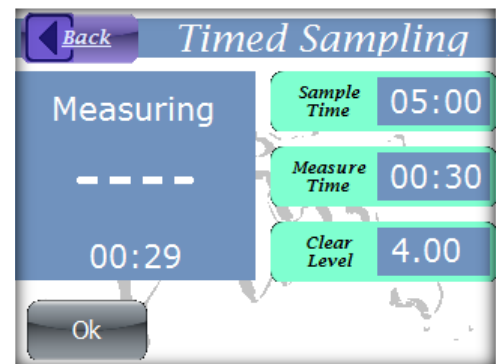 Back Timed Sampling
Measuring
----
00:29
Ok
Sample
Time
05:00
Measure
Time
00:30
Clear
Level
4.00